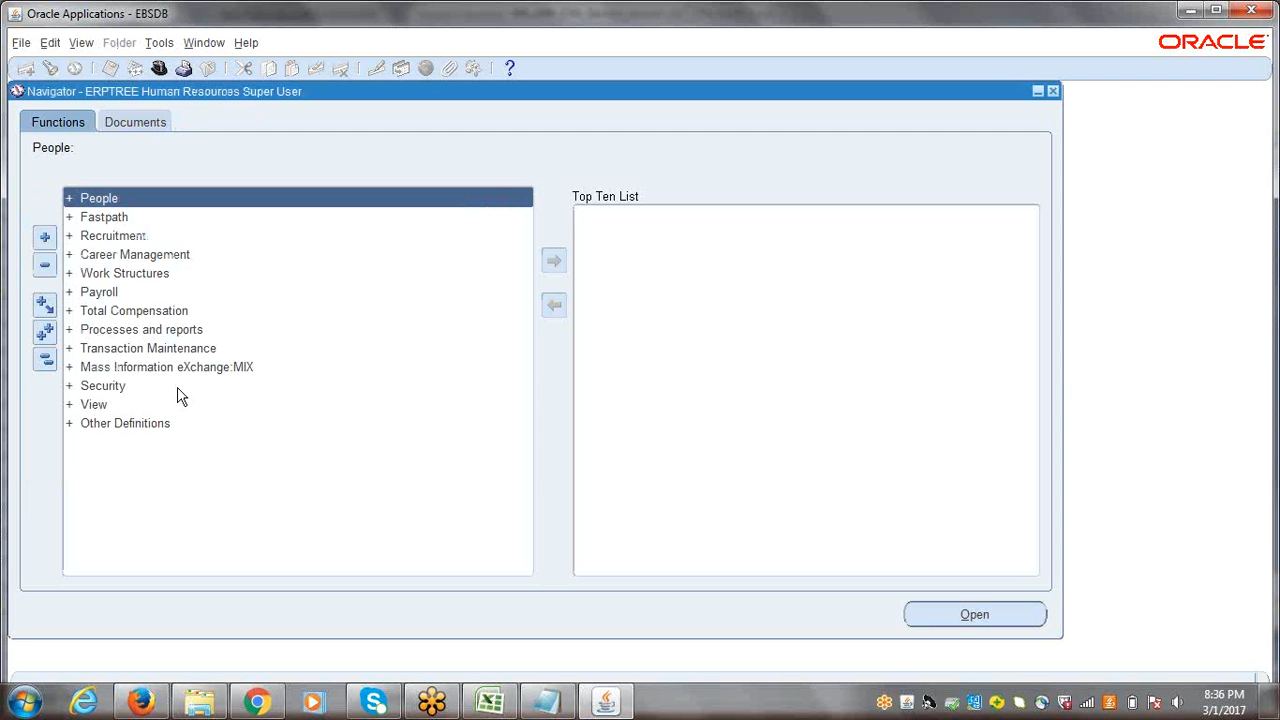 Oracle Applications - EBSDB
File Edit View Folder Tools Window Help
ORACLE
Navigator - ERPTREE Human Resources Super User
Functions Documents
People:
+ People
+ Fastpath
+ Recruitment
+ Career Management
+ Work Structures
+ Payroll
+ Total Compensation
+ Processes and reports
+ Transaction Maintenance
+ Mass Information eXchange:MIX
+ Security
+ View
+ Other Definitions
Top Ten List
Open
8:36 PM
3/1/2017